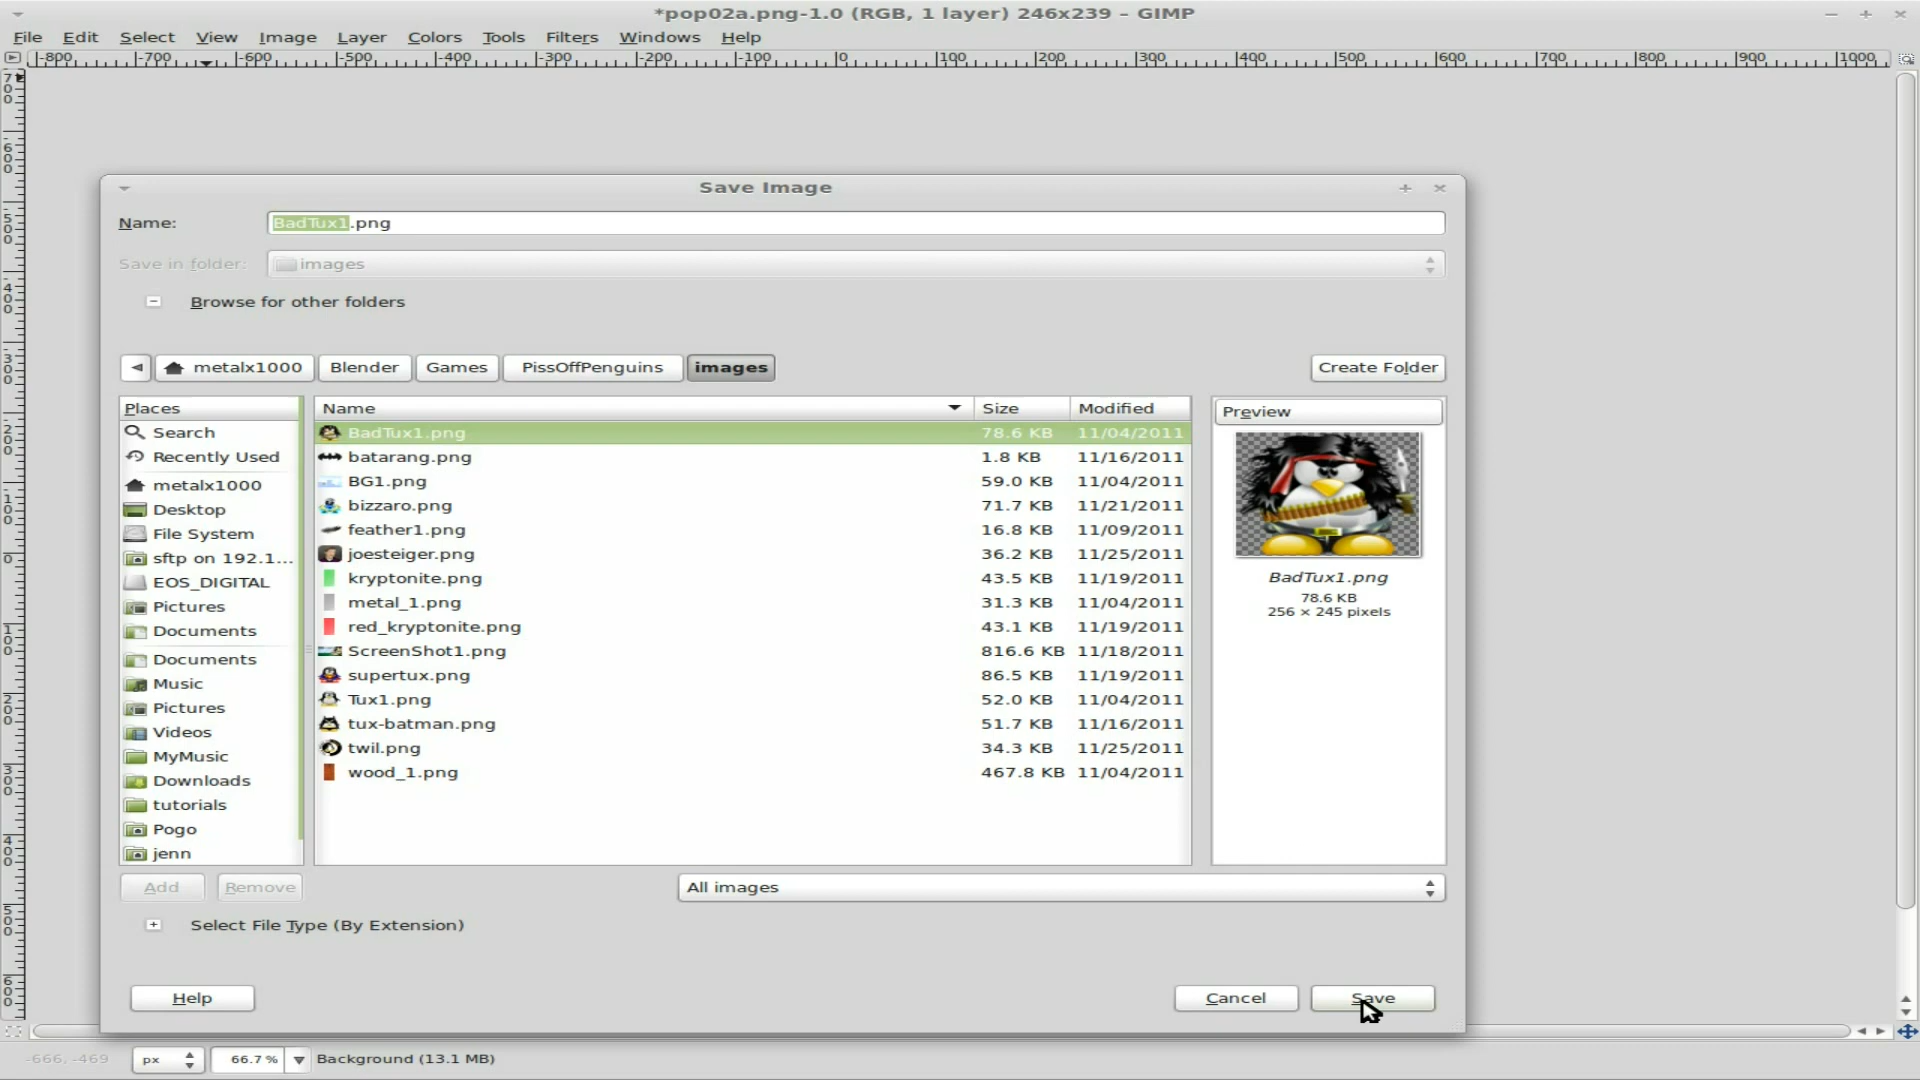 *pop02a.png-1.0 (RGB, 1 layer) 246x239 – GIMP
File Edit Select View Image Layer Colors Tools Filters Windows Help
-800 -700 -600 -500 -400 -300 -200 -100 0 100 200 300 400 500 600 700 800 900 1000
Save Image
Name: BadTux1.png
Save in folder: images
Browse for other folders
metalx1000 Blender Games PissOffPenguins images Create Folder
Places Name Size Modified Preview
Search BadTux1.png 78.6 KB 11/04/2011
Recently Used batarang.png 1.8 KB 11/16/2011
BG1.png 59.0 KB 11/04/2011
metalx1000
Desktop bizzaro.png 71.7 KB 11/21/2011
File System feather1.png 16.8 KB 11/09/2011
sftp on 192.1... joesteiger.png 36.2 KB 11/25/2011
EOS_DIGITAL kryptonite.png 43.5 KB 11/19/2011 BadTux1.png
Pictures metal_1.png 31.3 KB 11/04/2011 78.6 KB
256 × 245 pixels
Documents red_kryptonite.png 43.1 KB 11/19/2011
Documents ScreenShot1.png 816.6 KB 11/18/2011
Music supertux.png 86.5 KB 11/19/2011
Pictures Tux1.png 52.0 KB 11/04/2011
Videos tux-batman.png 51.7 KB 11/16/2011
MyMusic twil.png 34.3 KB 11/25/2011
Downloads wood_1.png 467.8 KB 11/04/2011
tutorials
Pogo
jenn
Add Remove All images
Select File Type (By Extension)
Help Cancel Save
-666, -469 px 66.7 % Background (13.1 MB)